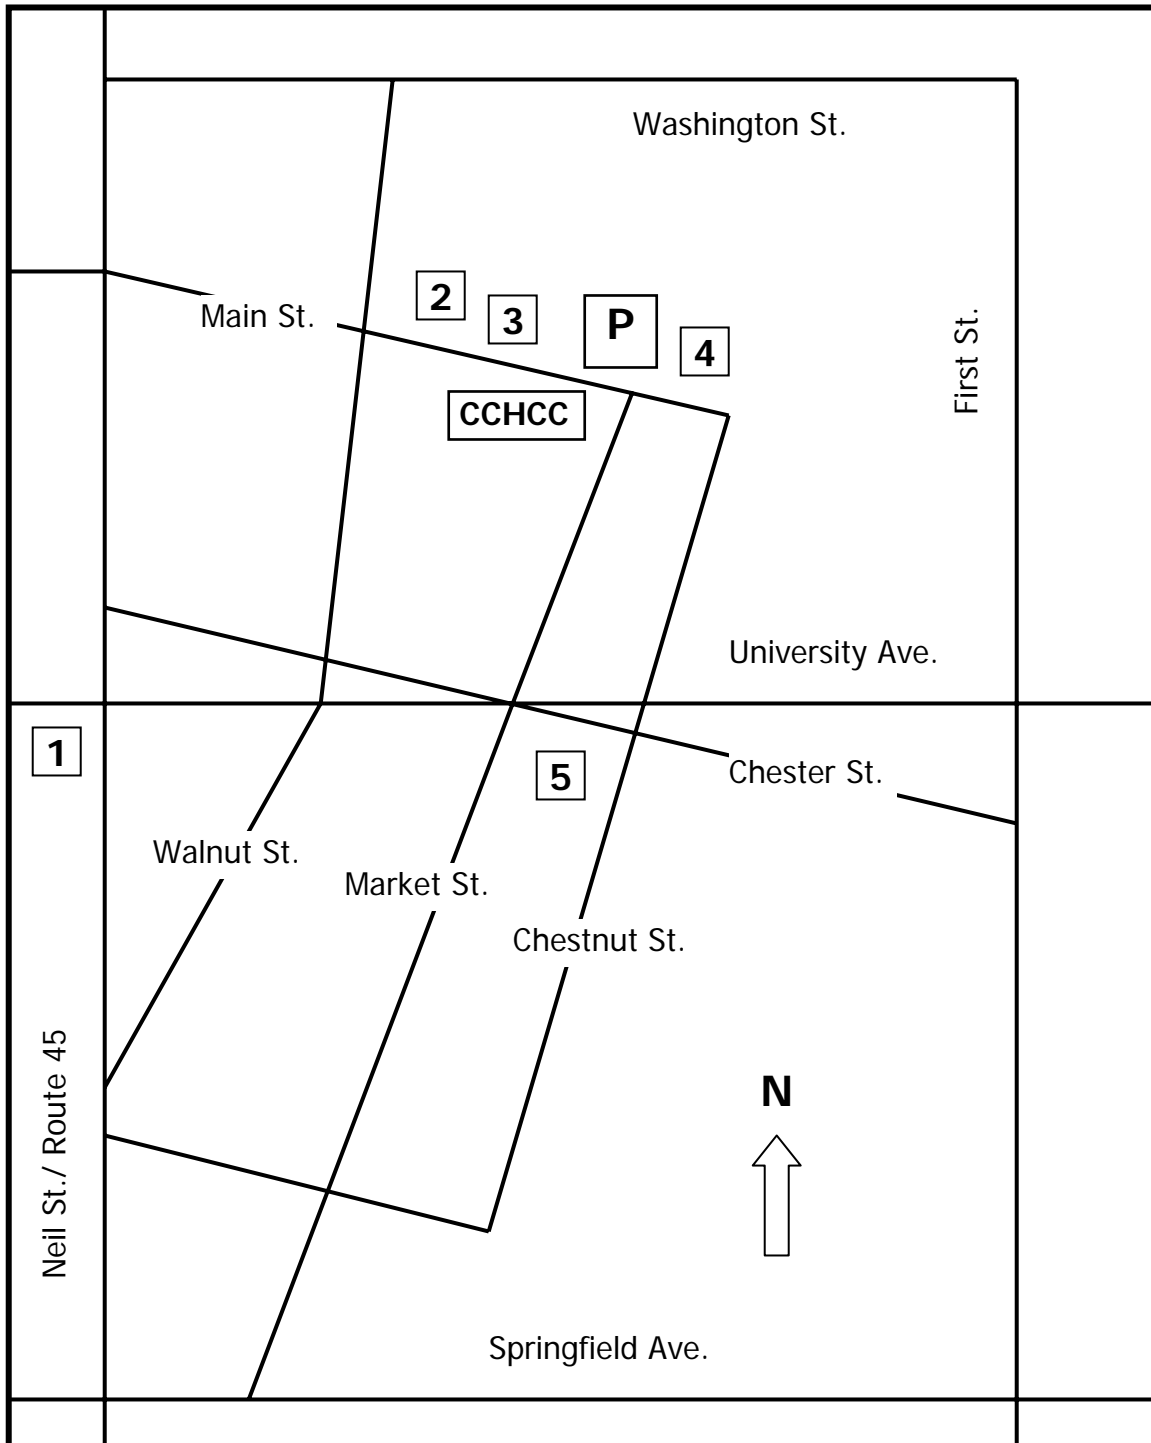 Washington St.
2
3
P
Main St.
4
First St.
CCHCC
University Ave.
1
5
Chester St.
Walnut St.
Market St.
Chestnut St.
Neil St./ Route 45
N
Springfield Ave.